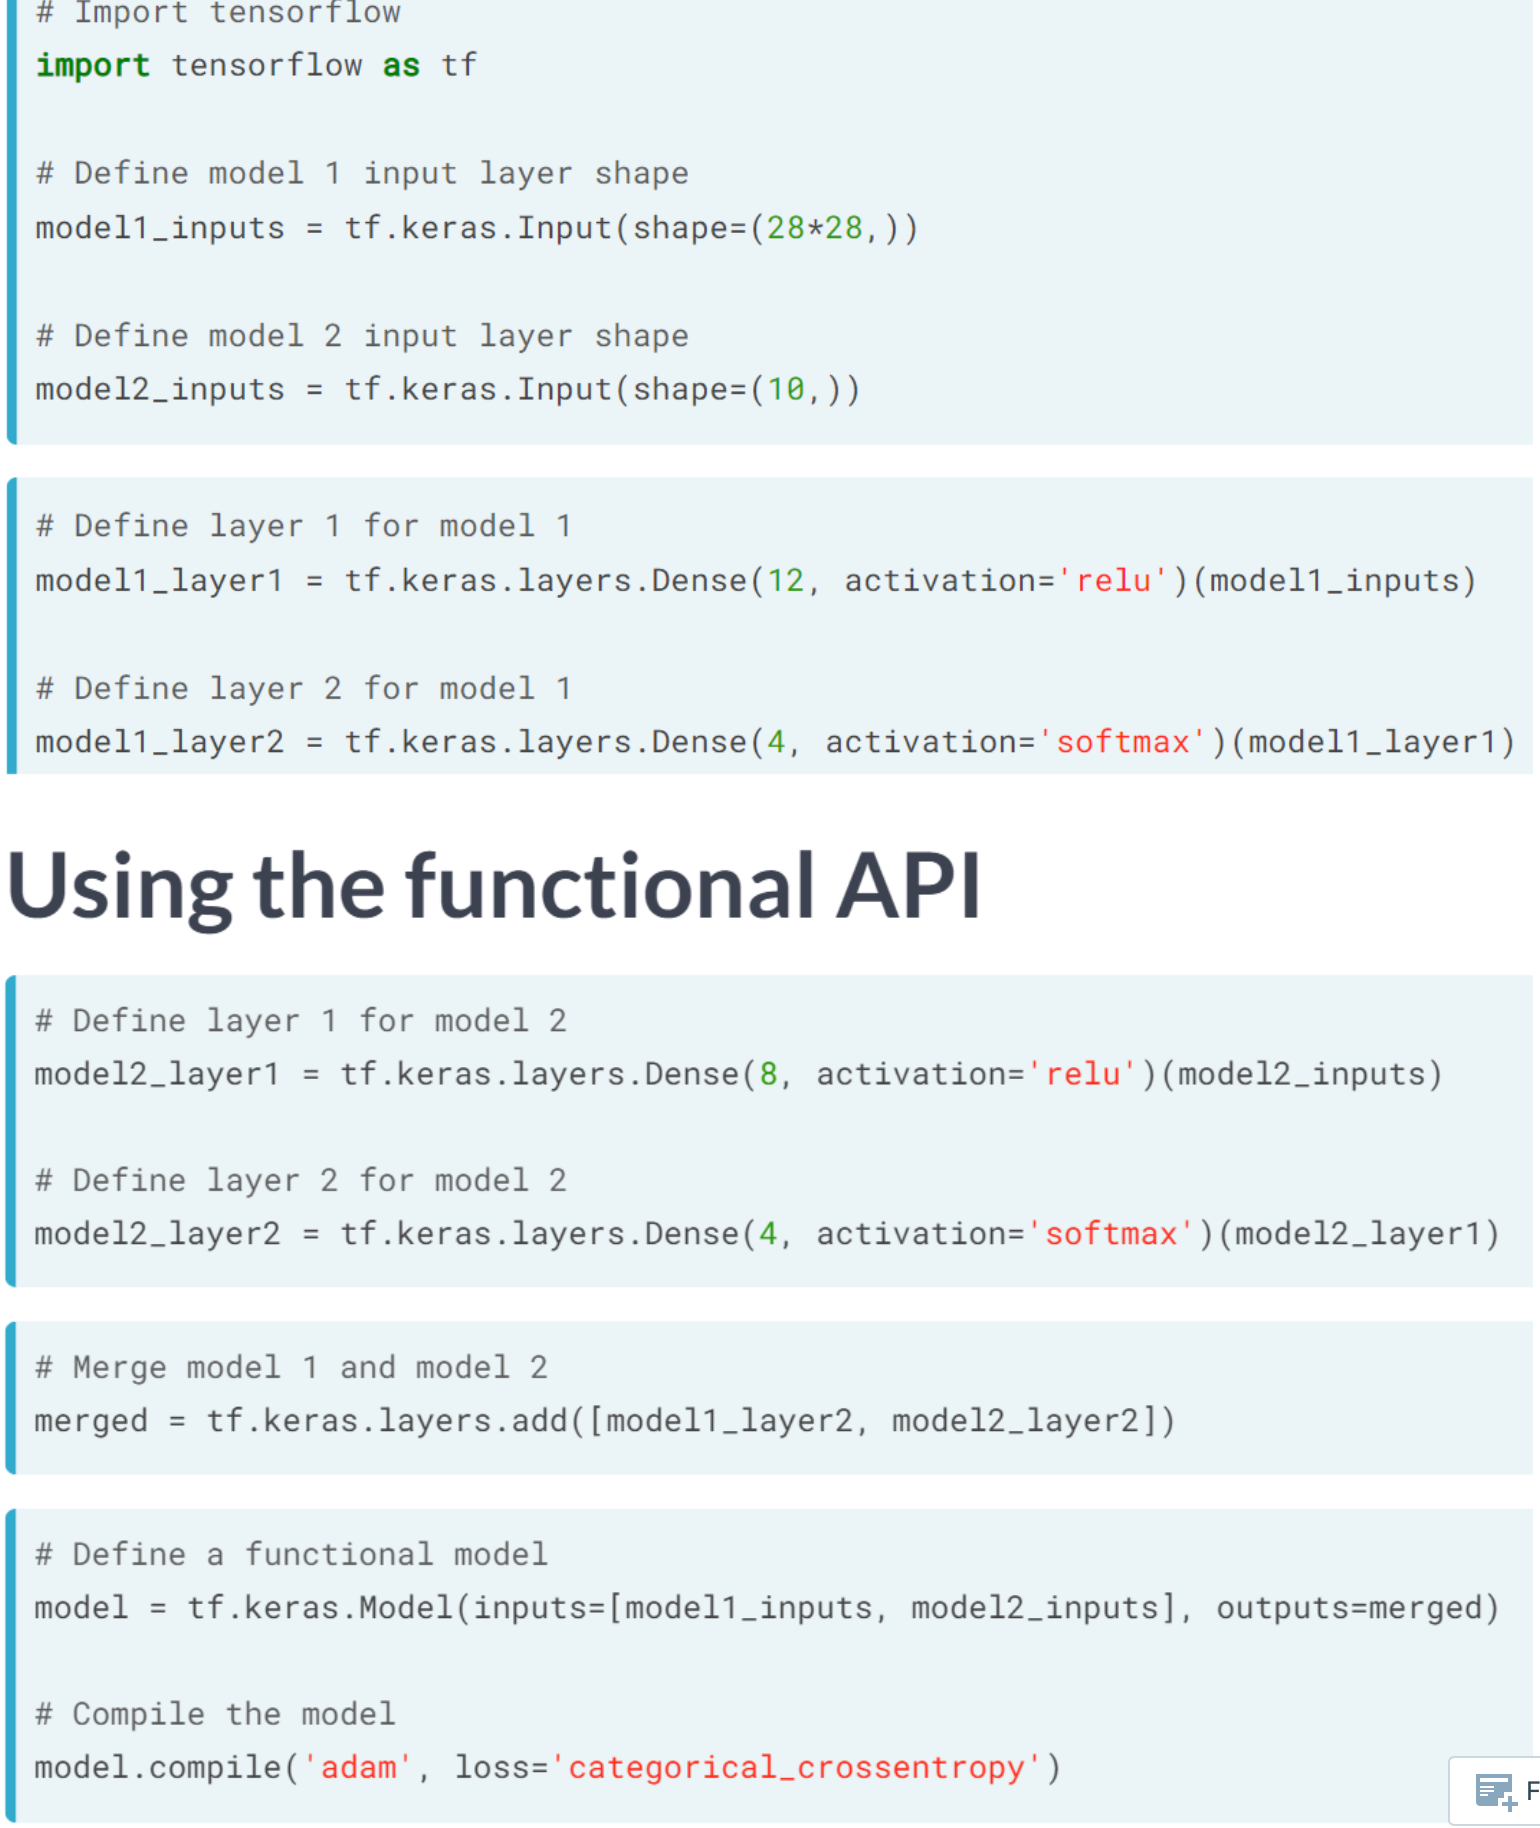 # Import tensorflow
import tensorflow as tf
# Define model 1 input layer shape
model1_inputs = tf.keras.Input(shape=(28*28,))
# Define model 2 input layer shape
model2_inputs = tf.keras.Input(shape=(10,))
# Define layer 1 for model 1
model1_layer1 = tf.keras.layers.Dense(12, activation='relu')(model1_inputs)
# Define layer 2 for model 1
model1_layer2 = tf.keras.layers.Dense(4, activation='softmax')(model1_layer1)
Using the functional API
# Define layer 1 for model 2
model2_layer1 = tf.keras.layers.Dense(8, activation='relu')(model2_inputs)
# Define layer 2 for model 2
model2_layer2 = tf.keras.layers.Dense(4, activation='softmax')(model2_layer1)
# Merge model 1 and model 2
merged = tf.keras.layers.add([model1_layer2, model2_layer2])
# Define a functional model
model = tf.keras.Model(inputs=[model1_inputs, model2_inputs], outputs=merged)
# Compile the model
model.compile('adam', loss='categorical_crossentropy')